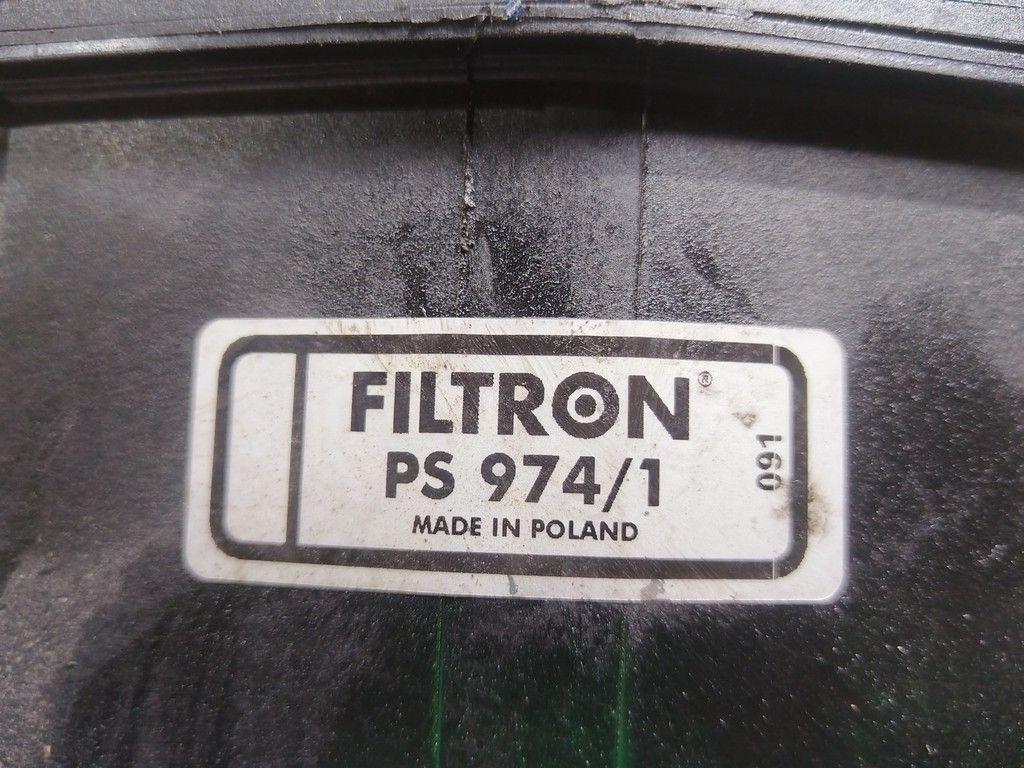 FILTRON®
PS 974/1
MADE IN POLAND
091